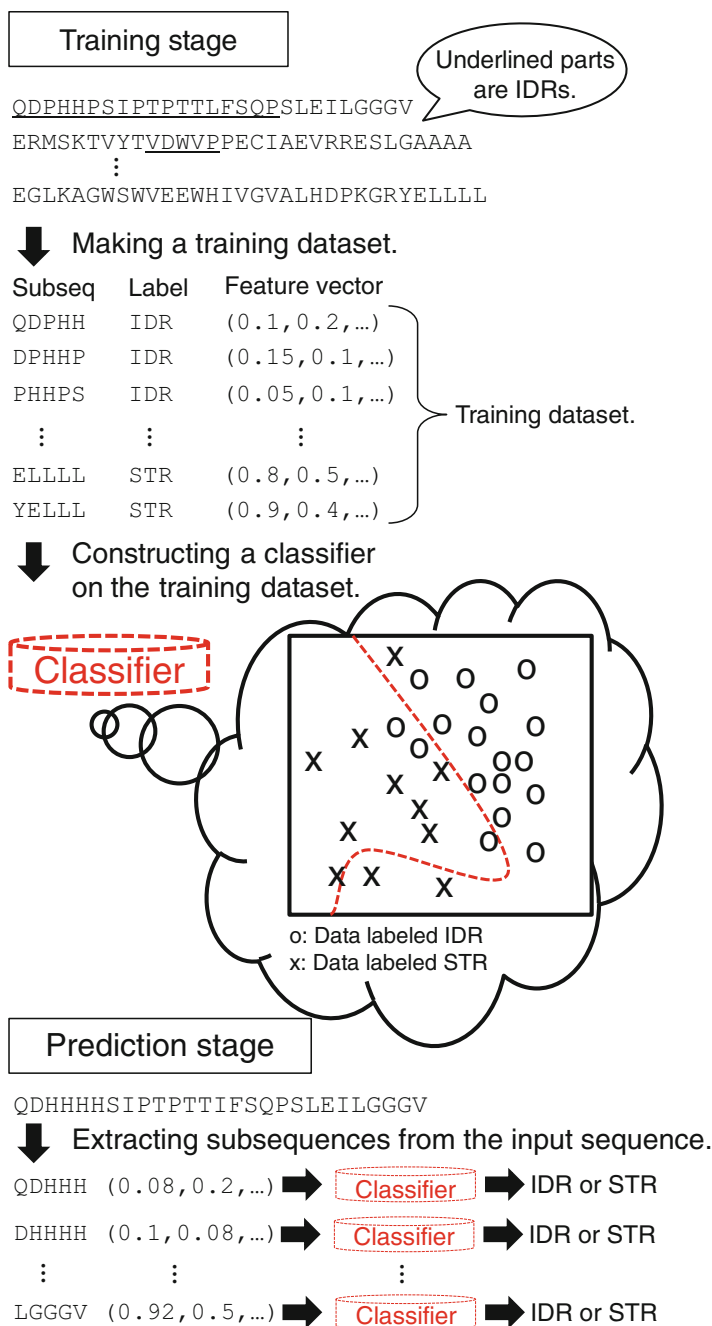 Training stage
Underlined parts
are IDRs.
QDPHHPSIPTPTTLFSQPSLEILGGGV
ERMSKTVYTVDWVPPECIAEVRRESLGAAAA
⋮
EGLKAGWSWVEEWHIVGVALHDPKGRYELLLL
Making a training dataset.
Subseq Label Feature vector
QDPHH IDR (0.1,0.2,…)
DPHHP IDR (0.15,0.1,…)
PHHPS IDR (0.05,0.1,…)
Training dataset.
⋮ ⋮ ⋮
ELLLL STR (0.8,0.5,…)
YELLL STR (0.9,0.4,…)
Constructing a classifier
on the training dataset.
Classifier
o: Data labeled IDR
x: Data labeled STR
Prediction stage
QDHHHHSIPTPTTIFSQPSLEILGGGV
Extracting subsequences from the input sequence.
QDHHH (0.08,0.2,…) Classifier IDR or STR
DHHHH (0.1,0.08,…) Classifier IDR or STR
⋮ ⋮ ⋮
LGGGV (0.92,0.5,…) Classifier IDR or STR